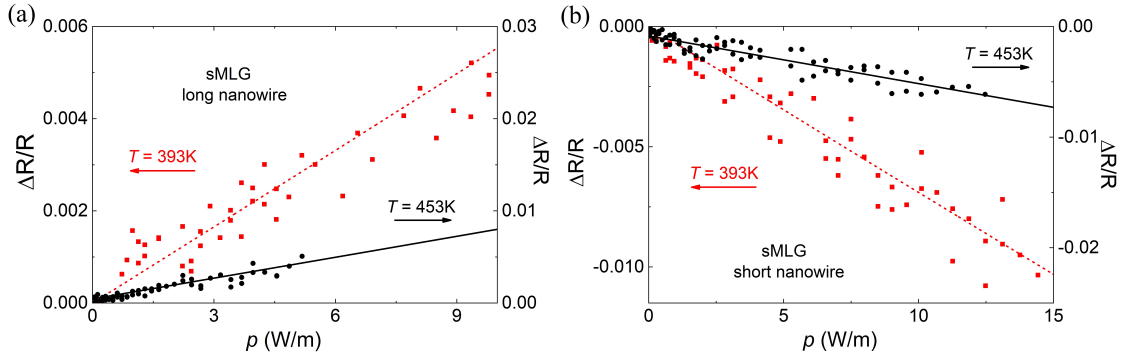 (a)
0.006
0.004
0.002
0.000
ΔR/R
0.03
0.02
0.01
0.00
ΔR/R
sMLG
long nanowire
T = 393K
T = 453K
0
3
6
9
p (W/m)
(b)
0.000
-0.005
-0.010
ΔR/R
0.00
-0.01
-0.02
ΔR/R
T = 453K
T = 393K
sMLG
short nanowire
0
5
10
15
p (W/m)